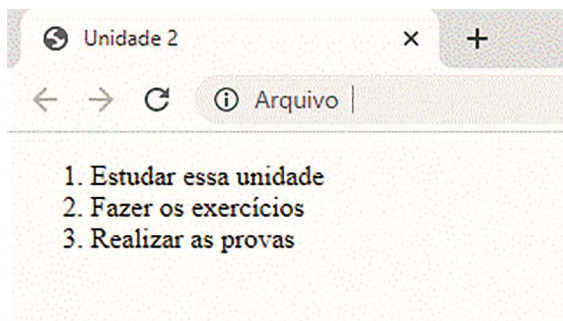 Unidade 2
Arquivo
1. Estudar essa unidade
2. Fazer os exercícios
3. Realizar as provas